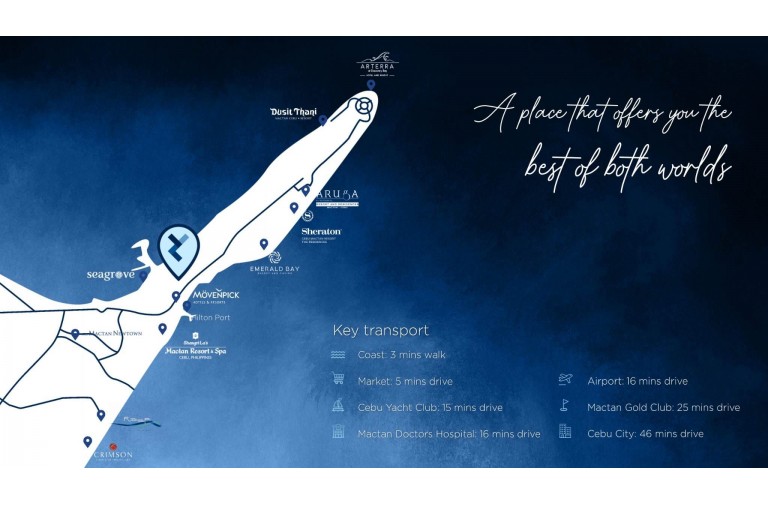 ARTERRA
Dusit Thani
MACTAN CEBU RESORT
A place that offers you the
best of both worlds
ARUGA
Sheraton
CEBU MACTAN RESORT
EMERALD BAY
seagrove
MÖVENPICK
HOTELS & RESORTS
Hilton Port
MACTAN NEWTOWN
Shangri-La's
Mactan Resort & Spa
CEBU, PHILIPPINES
CRIMSON
Key transport
Coast: 3 mins walk
Market: 5 mins drive
Cebu Yacht Club: 15 mins drive
Mactan Doctors Hospital: 16 mins drive
Airport: 16 mins drive
Mactan Gold Club: 25 mins drive
Cebu City: 46 mins drive